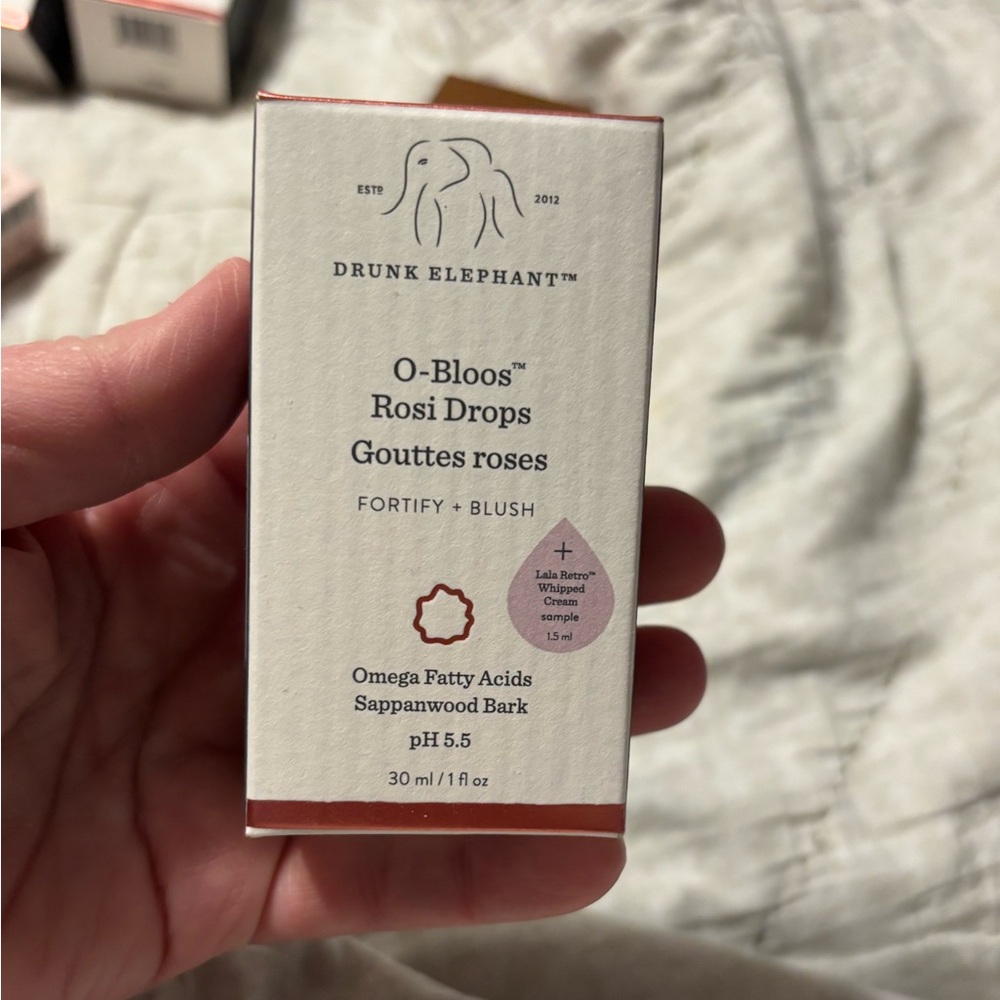 ESTD 2012
DRUNK ELEPHANT™
O-Bloos™
Rosi Drops
Gouttes roses
FORTIFY + BLUSH
+
Lala Retro™
Whipped
Cream
sample
1.5 ml
Omega Fatty Acids
Sappanwood Bark
pH 5.5
30 ml / 1 fl oz